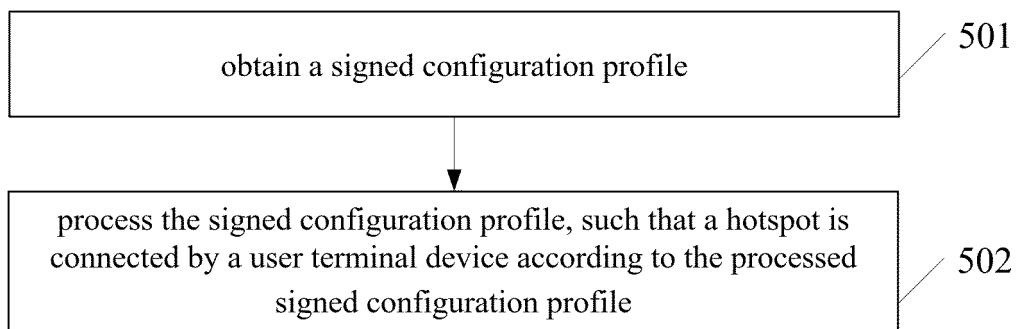 obtain a signed configuration profile
501
process the signed configuration profile, such that a hotspot is
connected by a user terminal device according to the processed
signed configuration profile
502